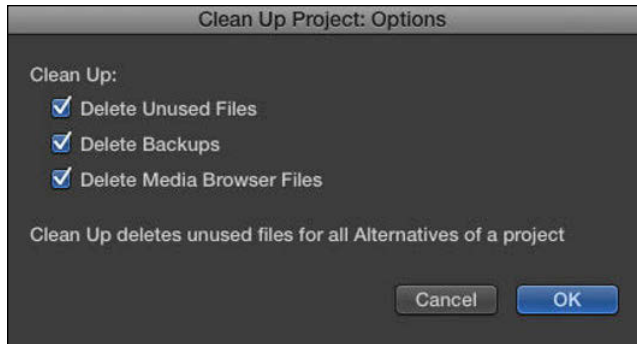 Clean Up Project: Options
Clean Up:
Delete Unused Files
Delete Backups
Delete Media Browser Files
Clean Up deletes unused files for all Alternatives of a project
Cancel OK